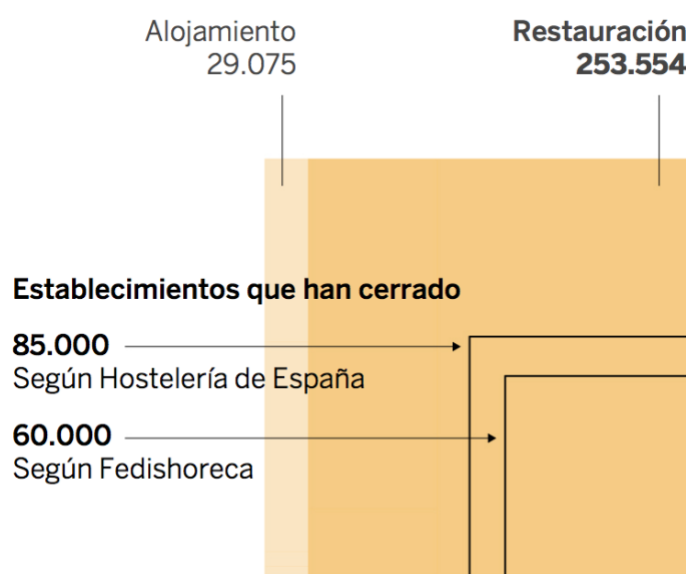 Alojamiento
29.075
Restauración
253.554
Establecimientos que han cerrado
85.000
Según Hostelería de España
60.000
Según Fedishoreca